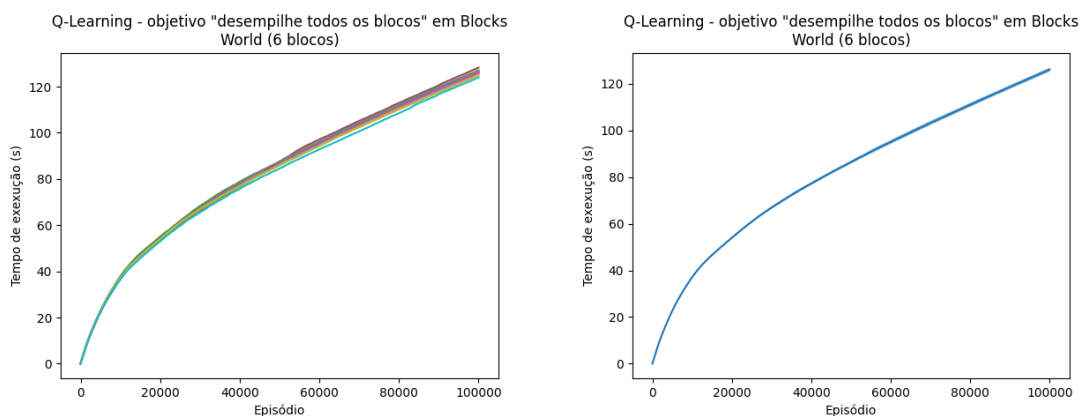 Q-Learning - objetivo "desempilhe todos os blocos" em Blocks
World (6 blocos)
120
100
80
60
40
20
0
Tempo de exexução (s)
0 20000 40000 60000 80000 100000
Episódio
Q-Learning - objetivo "desempilhe todos os blocos" em Blocks
World (6 blocos)
120
100
80
60
40
20
0
Tempo de exexução (s)
0 20000 40000 60000 80000 100000
Episódio